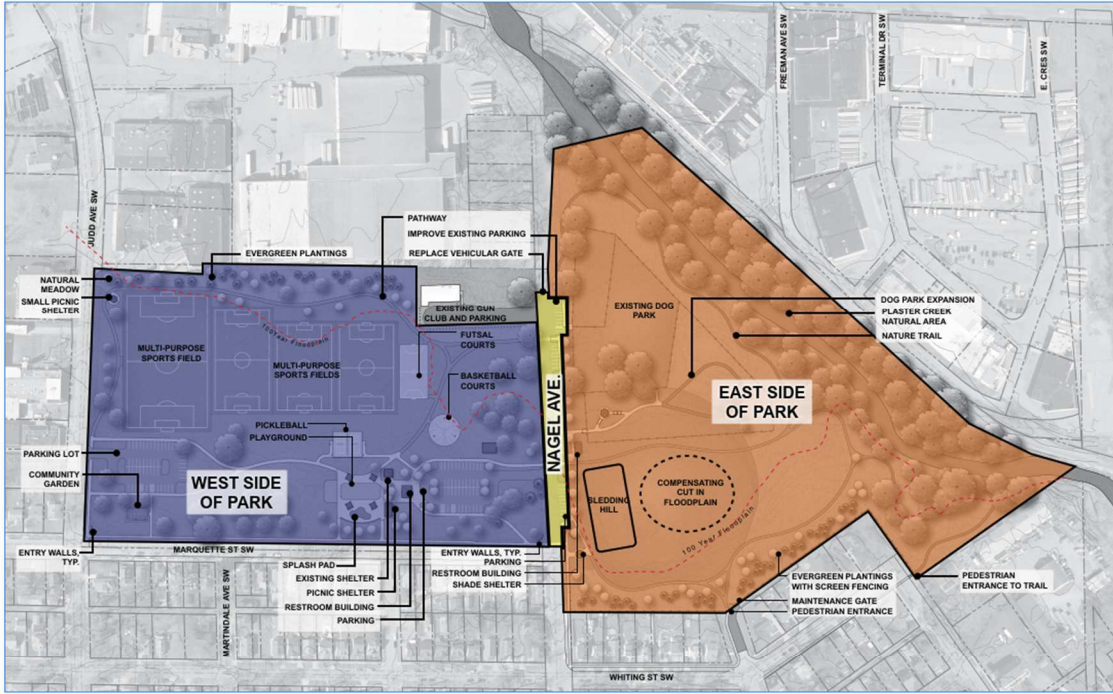 FREEMAN AVE SW
TERMINAL DR SW
E. CRES SW
JUDD AVE SW
PATHWAY
IMPROVE EXISTING PARKING
REPLACE VEHICULAR GATE
EVERGREEN PLANTINGS
NATURAL
MEADOW
SMALL PICNIC
SHELTER
EXISTING GUN
CLUB AND PARKING
FUTSAL
COURTS
100 Year Floodplain
MULTI-PURPOSE
SPORTS FIELD
MULTI-PURPOSE
SPORTS FIELDS
BASKETBALL
COURTS
PICKLEBALL
PLAYGROUND
PARKING LOT
COMMUNITY
GARDEN
WEST SIDE
OF PARK
NAGEL AVE.
EXISTING DOG
PARK
DOG PARK EXPANSION
PLASTER CREEK
NATURAL AREA
NATURE TRAIL
EAST SIDE
OF PARK
SLEDDING
HILL
COMPENSATING
CUT IN
FLOODPLAIN
100 Year Floodplain
ENTRY WALLS,
TYP.
MARQUETTE ST SW
MARTINDALE AVE SW
SPLASH PAD
EXISTING SHELTER
PICNIC SHELTER
RESTROOM BUILDING
PARKING
ENTRY WALLS, TYP.
PARKING
RESTROOM BUILDING
SHADE SHELTER
EVERGREEN PLANTINGS
WITH SCREEN FENCING
MAINTENANCE GATE
PEDESTRIAN ENTRANCE
PEDESTRIAN
ENTRANCE TO TRAIL
WHITING ST SW